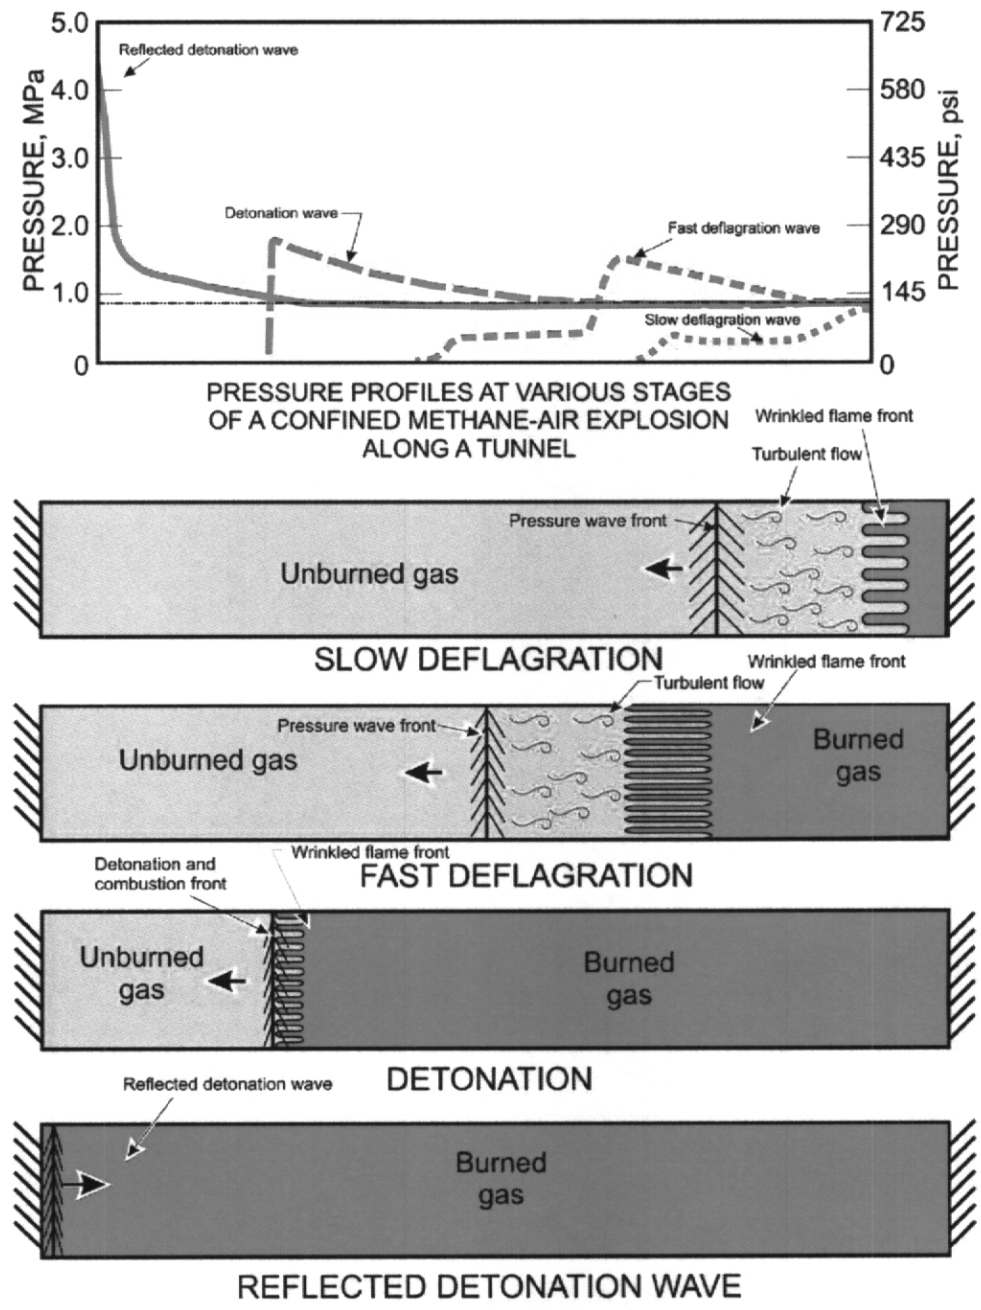 5.0
4.0
3.0
2.0
1.0
0
PRESSURE, MPa
725
580
435
290
145
0
PRESSURE, psi
Reflected detonation wave
Detonation wave
Fast deflagration wave
Slow deflagration wave
PRESSURE PROFILES AT VARIOUS STAGES
OF A CONFINED METHANE-AIR EXPLOSION
ALONG A TUNNEL
Wrinkled flame front
Turbulent flow
Pressure wave front
Unburned gas
SLOW DEFLAGRATION
Wrinkled flame front
Turbulent flow
Pressure wave front
Unburned gas
Burned
gas
FAST DEFLAGRATION
Wrinkled flame front
Detonation and
combustion front
Unburned
gas
Burned
gas
DETONATION
Reflected detonation wave
Burned
gas
REFLECTED DETONATION WAVE